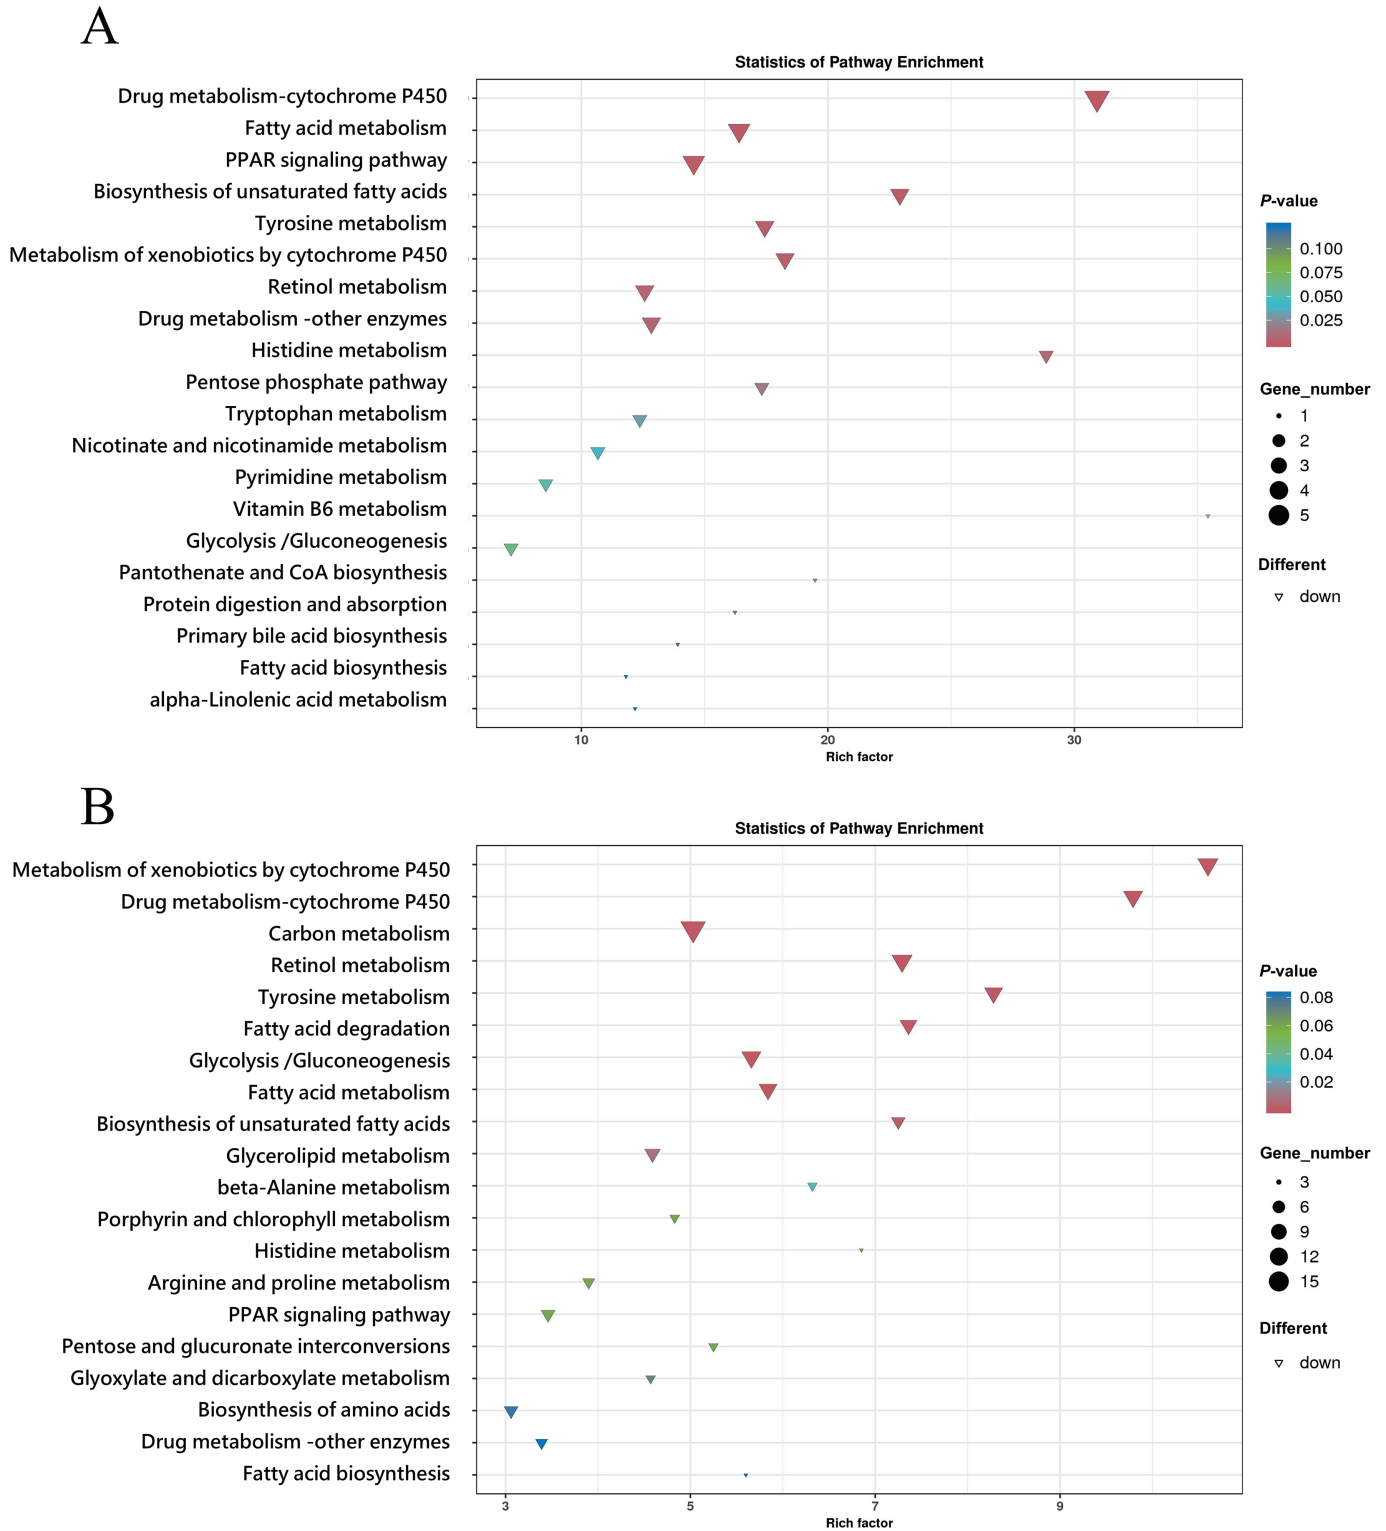 A
Statistics of Pathway Enrichment
Drug metabolism-cytochrome P450
Fatty acid metabolism
PPAR signaling pathway
Biosynthesis of unsaturated fatty acids
Tyrosine metabolism
Metabolism of xenobiotics by cytochrome P450
Retinol metabolism
Drug metabolism -other enzymes
Histidine metabolism
Pentose phosphate pathway
Tryptophan metabolism
Nicotinate and nicotinamide metabolism
Pyrimidine metabolism
Vitamin B6 metabolism
Glycolysis /Gluconeogenesis
Pantothenate and CoA biosynthesis
Protein digestion and absorption
Primary bile acid biosynthesis
Fatty acid biosynthesis
alpha-Linolenic acid metabolism
10 20 30
Rich factor
P-value
0.100
0.075
0.050
0.025
Gene_number
1
2
3
4
5
Different
down
B
Statistics of Pathway Enrichment
Metabolism of xenobiotics by cytochrome P450
Drug metabolism-cytochrome P450
Carbon metabolism
Retinol metabolism
Tyrosine metabolism
Fatty acid degradation
Glycolysis /Gluconeogenesis
Fatty acid metabolism
Biosynthesis of unsaturated fatty acids
Glycerolipid metabolism
beta-Alanine metabolism
Porphyrin and chlorophyll metabolism
Histidine metabolism
Arginine and proline metabolism
PPAR signaling pathway
Pentose and glucuronate interconversions
Glyoxylate and dicarboxylate metabolism
Biosynthesis of amino acids
Drug metabolism -other enzymes
Fatty acid biosynthesis
3 5 7 9
Rich factor
P-value
0.08
0.06
0.04
0.02
Gene_number
3
6
9
12
15
Different
down